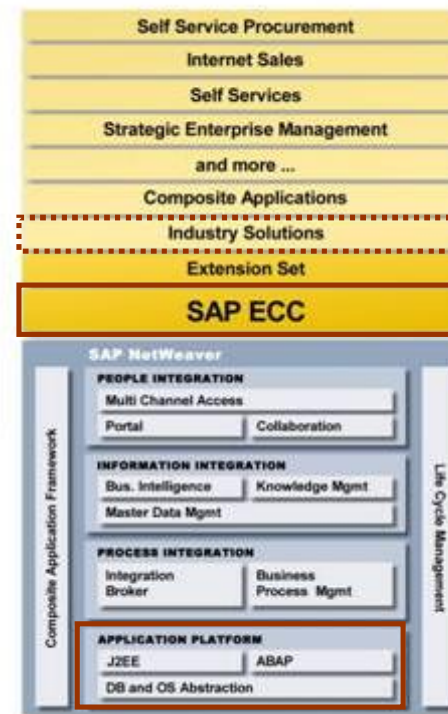 Self Service Procurement
Internet Sales
Self Services
Strategic Enterprise Management
and more ...
Composite Applications
Industry Solutions
Extension Set
SAP ECC
SAP NetWeaver
Composite Application Framework
Life Cycle Management
PEOPLE INTEGRATION
Multi Channel Access
Portal Collaboration
INFORMATION INTEGRATION
Bus. Intelligence Knowledge Mgmt
Master Data Mgmt
PROCESS INTEGRATION
Integration Business
Broker Process Mgmt
APPLICATION PLATFORM
J2EE ABAP
DB and OS Abstraction